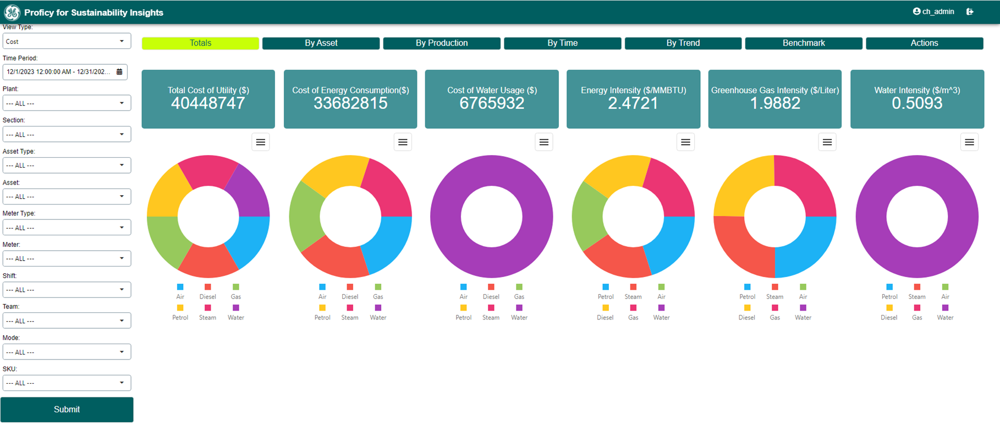 Proficy for Sustainability Insights
ch_admin
View Type:
Cost
Time Period:
12/1/2023 12:00:00 AM - 12/31/202...
Plant:
--- ALL ---
Section:
--- ALL ---
Asset Type:
--- ALL ---
Asset:
--- ALL ---
Meter Type:
--- ALL ---
Meter:
--- ALL ---
Shift:
--- ALL ---
Team:
--- ALL ---
Mode:
--- ALL ---
SKU:
--- ALL ---
Submit
Totals
By Asset
By Production
By Time
By Trend
Benchmark
Actions
Total Cost of Utility ($)
40448747
Cost of Energy Consumption($)
33682815
Cost of Water Usage ($)
6765932
Energy Intensity ($/MMBTU)
2.4721
Greenhouse Gas Intensity ($/Liter)
1.9882
Water Intensity ($/m^3)
0.5093
Air Diesel Gas
Petrol Steam Water
Air Diesel Gas
Petrol Steam Water
Air Diesel Gas
Petrol Steam Water
Petrol Steam Air
Diesel Gas Water
Petrol Steam Air
Diesel Gas Water
Petrol Steam Air
Diesel Gas Water